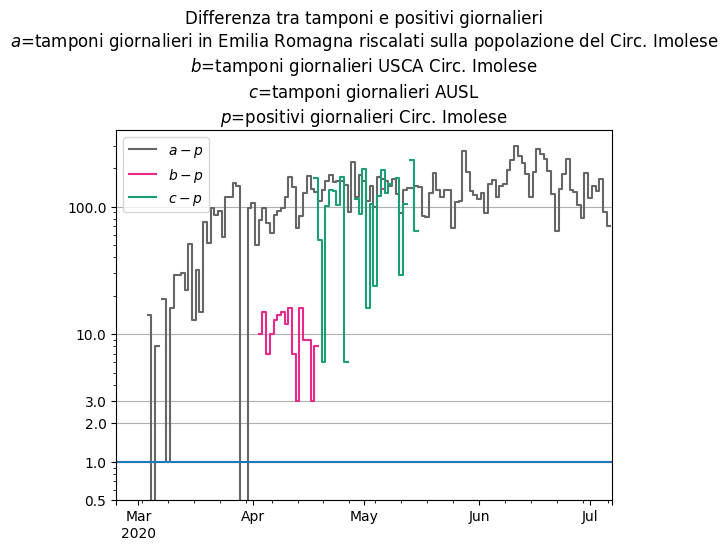 Differenza tra tamponi e positivi giornalieri
a=tamponi giornalieri in Emilia Romagna riscalati sulla popolazione del Circ. Imolese
b=tamponi giornalieri USCA Circ. Imolese
c=tamponi giornalieri AUSL
p=positivi giornalieri Circ. Imolese
a − p
b − p
c − p
100.0
10.0
3.0
2.0
1.0
0.5
Mar Apr May Jun Jul
2020